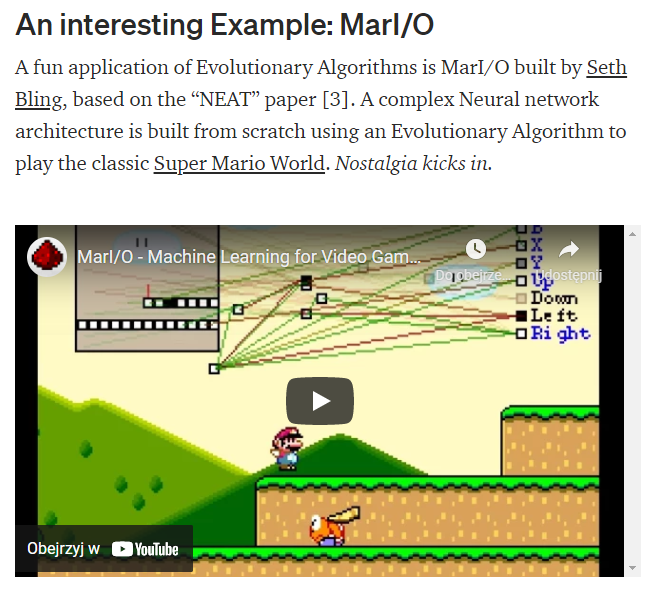 An interesting Example: MarI/O
A fun application of Evolutionary Algorithms is MarI/O built by Seth
Bling, based on the “NEAT” paper [3]. A complex Neural network
architecture is built from scratch using an Evolutionary Algorithm to
play the classic Super Mario World. Nostalgia kicks in.
MarI/O - Machine Learning for Video Gam...
Do obejrze...
Udostępnij
B
X
Y
Up
Down
Left
Right
Obejrzyj w YouTube